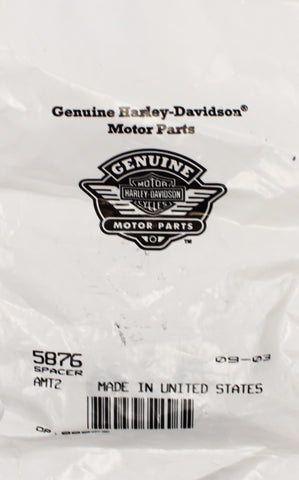 Genuine Harley-Davidson®
Motor Parts
GENUINE
MOTOR
HARLEY-DAVIDSON
CYCLES
MOTOR PARTS
™
5876 09-03
SPACER
AMT2 MADE IN UNITED STATES